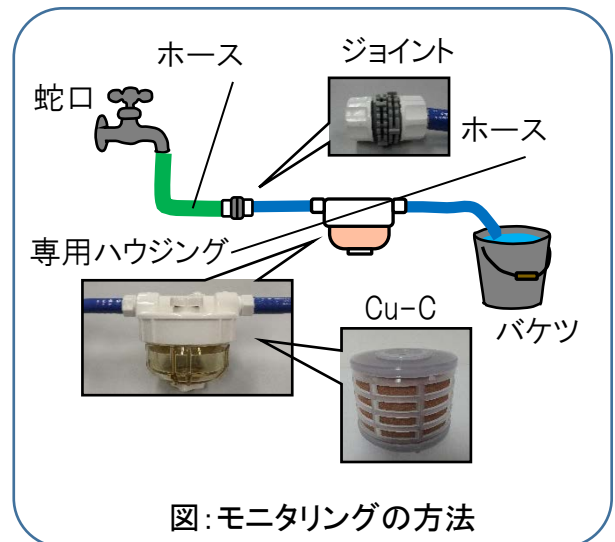 ホース
ジョイント
蛇口
ホース
専用ハウジング
Cu-C
バケツ
図：モニタリングの方法